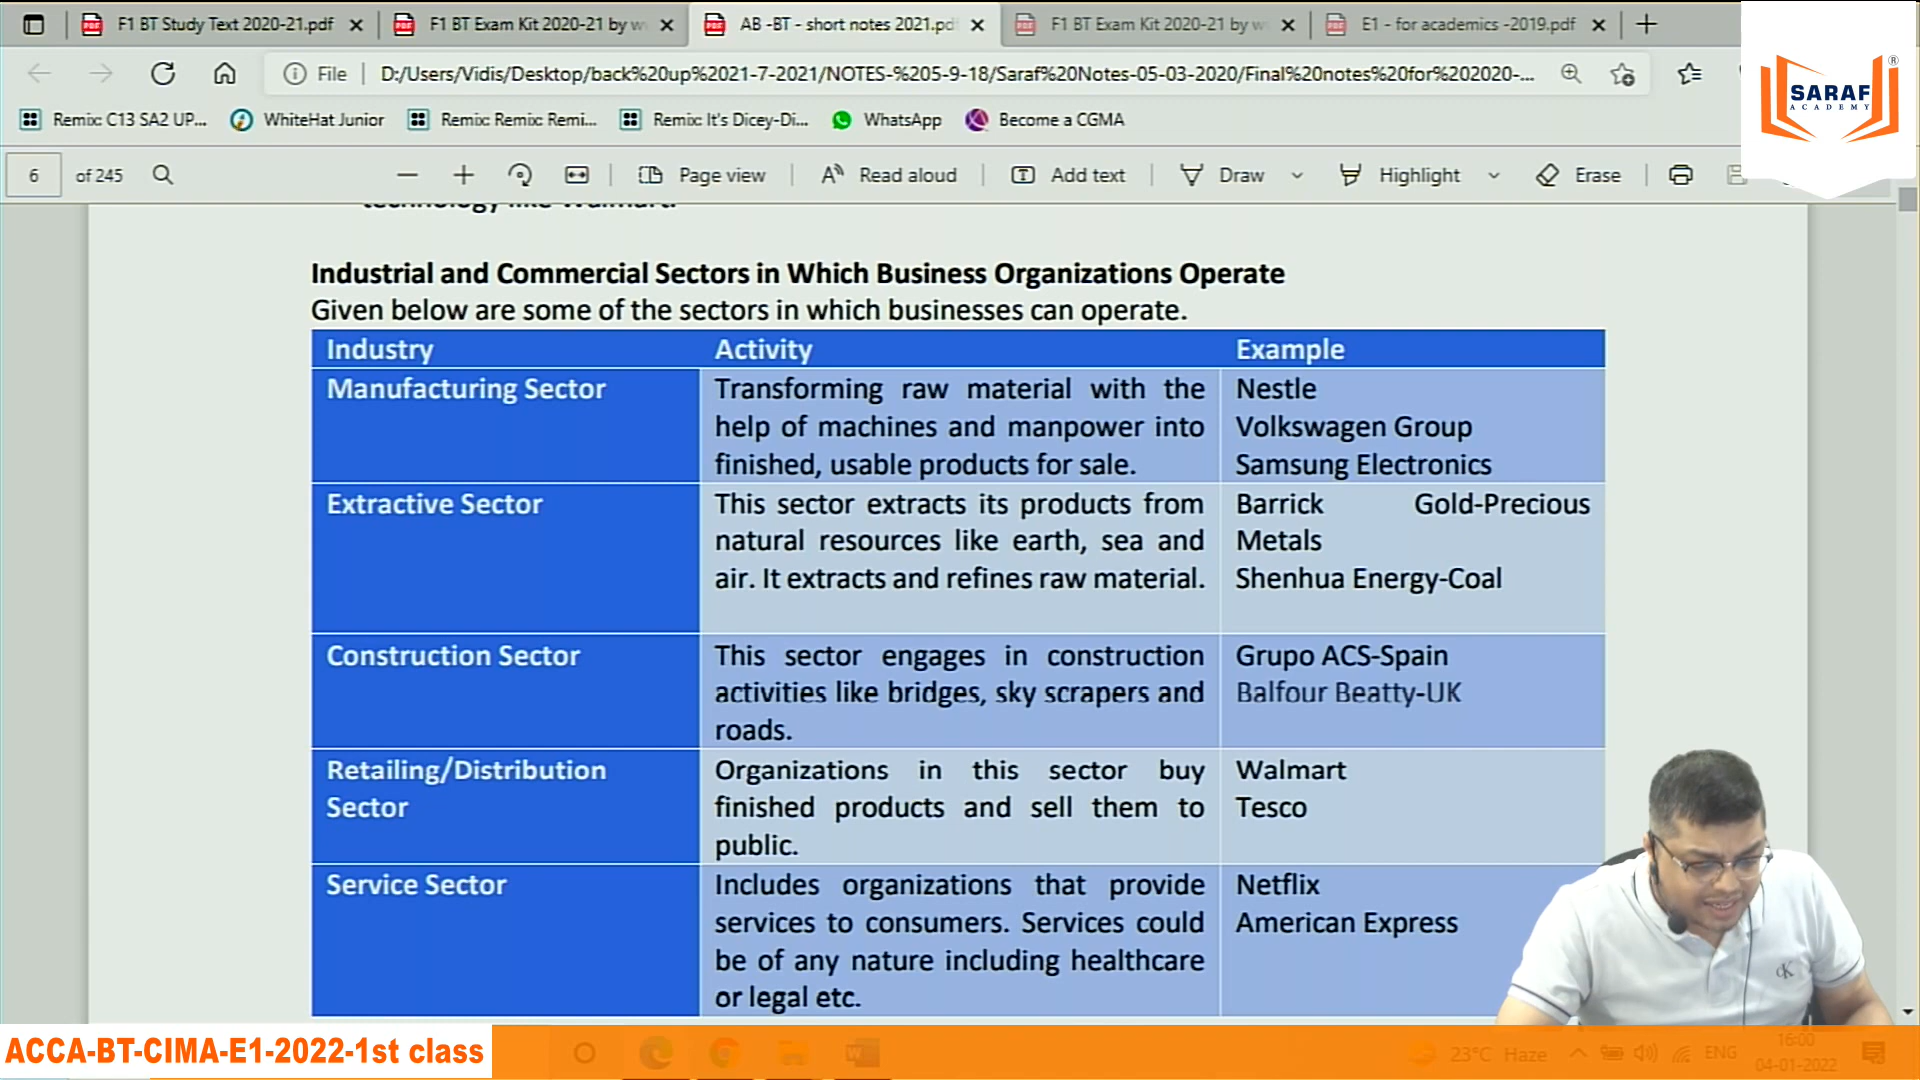 F1 BT Study Text 2020-21.pdf
F1 BT Exam Kit 2020-21 by w
AB -BT - short notes 2021.pd
F1 BT Exam Kit 2020-21 by w
E1 - for academics -2019.pdf
File D:/Users/Vidis/Desktop/back%20up%2021-7-2021/NOTES-%205-9-18/Saraf%20Notes-05-03-2020/Final%20notes%20for%202020-...
SARAF
ACADEMY
®
Remix: C13 SA2 UP...
WhiteHat Junior
Remix: Remix: Remi...
Remix: It's Dicey-Di...
WhatsApp
Become a CGMA
6 of 245
Page view
Read aloud
Add text
Draw
Highlight
Erase
technology like Walmart.
Industrial and Commercial Sectors in Which Business Organizations Operate
Given below are some of the sectors in which businesses can operate.
Industry Activity Example
Manufacturing Sector
Transforming raw material with the
help of machines and manpower into
finished, usable products for sale.
Nestle
Volkswagen Group
Samsung Electronics
Extractive Sector
This sector extracts its products from
natural resources like earth, sea and
air. It extracts and refines raw material.
Barrick Gold-Precious
Metals
Shenhua Energy-Coal
Construction Sector
This sector engages in construction
activities like bridges, sky scrapers and
roads.
Grupo ACS-Spain
Balfour Beatty-UK
Retailing/Distribution
Sector
Organizations in this sector buy
finished products and sell them to
public.
Walmart
Tesco
Service Sector
Includes organizations that provide
services to consumers. Services could
be of any nature including healthcare
or legal etc.
Netflix
American Express
CK
ACCA-BT-CIMA-E1-2022-1st class
23°C Haze
ENG
16:00
04-01-2022